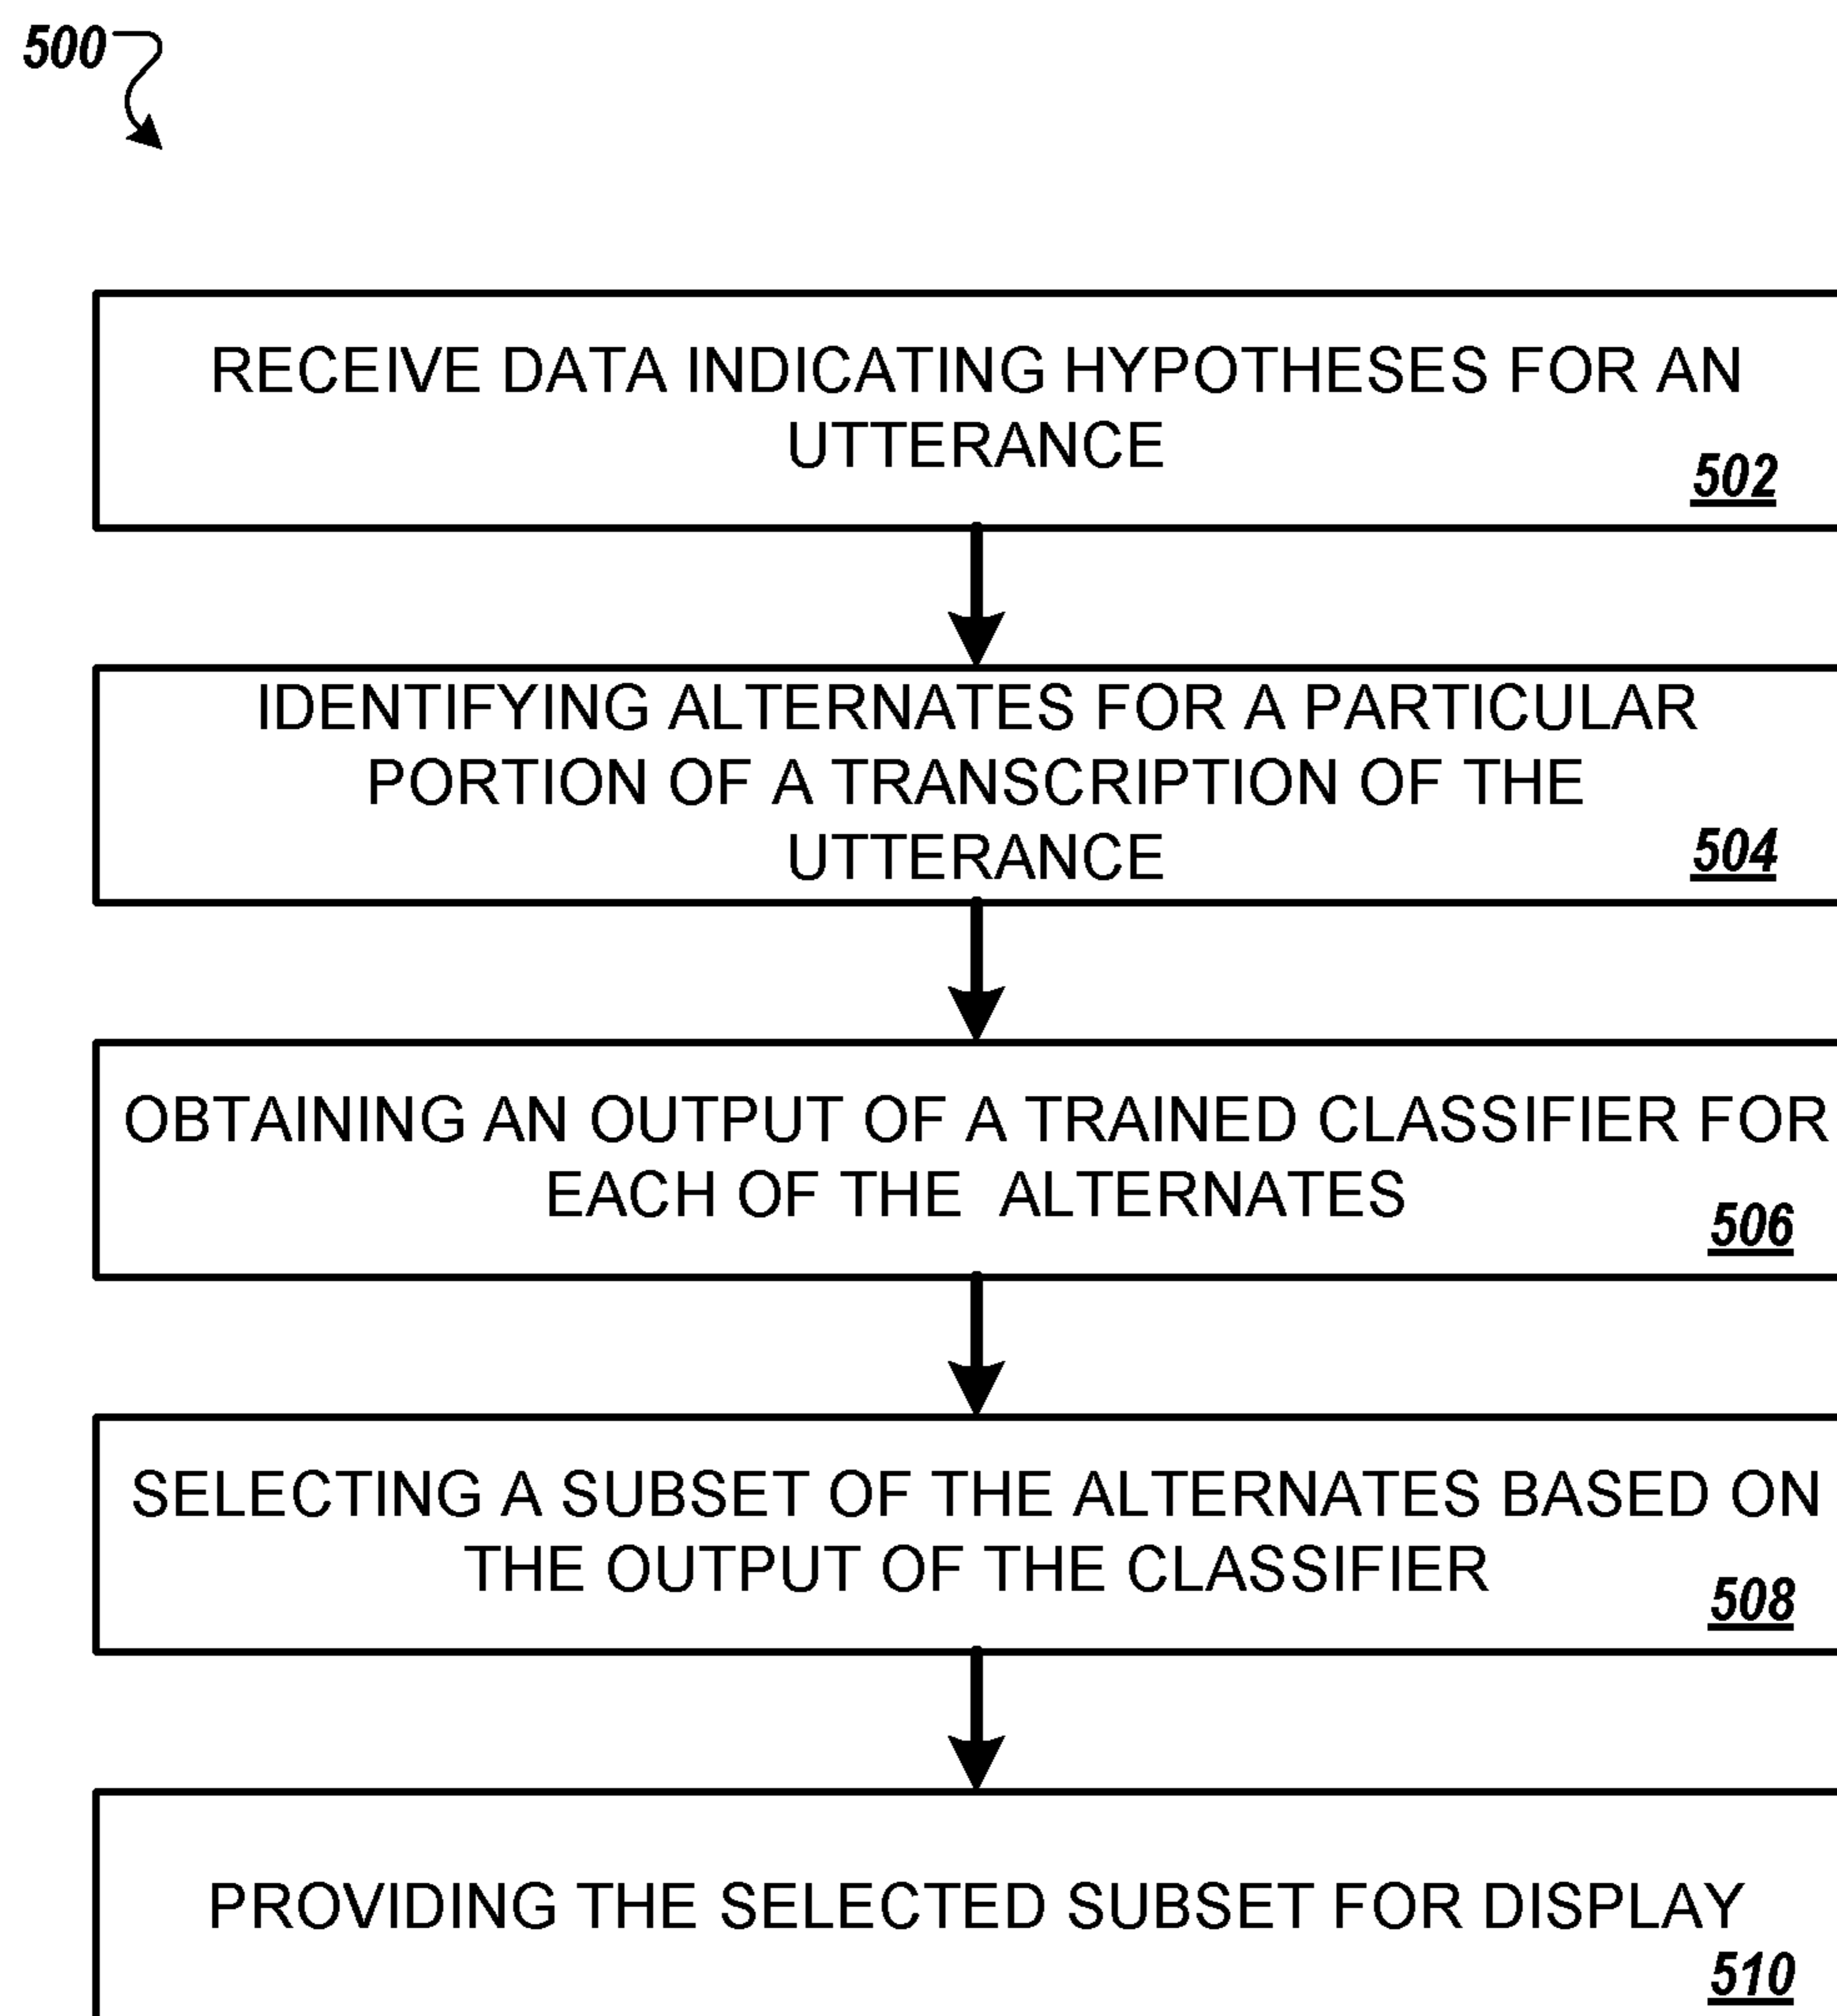 500
RECEIVE DATA INDICATING HYPOTHESES FOR AN
UTTERANCE
502
IDENTIFYING ALTERNATES FOR A PARTICULAR
PORTION OF A TRANSCRIPTION OF THE
UTTERANCE
504
OBTAINING AN OUTPUT OF A TRAINED CLASSIFIER FOR
EACH OF THE ALTERNATES
506
SELECTING A SUBSET OF THE ALTERNATES BASED ON
THE OUTPUT OF THE CLASSIFIER
508
PROVIDING THE SELECTED SUBSET FOR DISPLAY
510